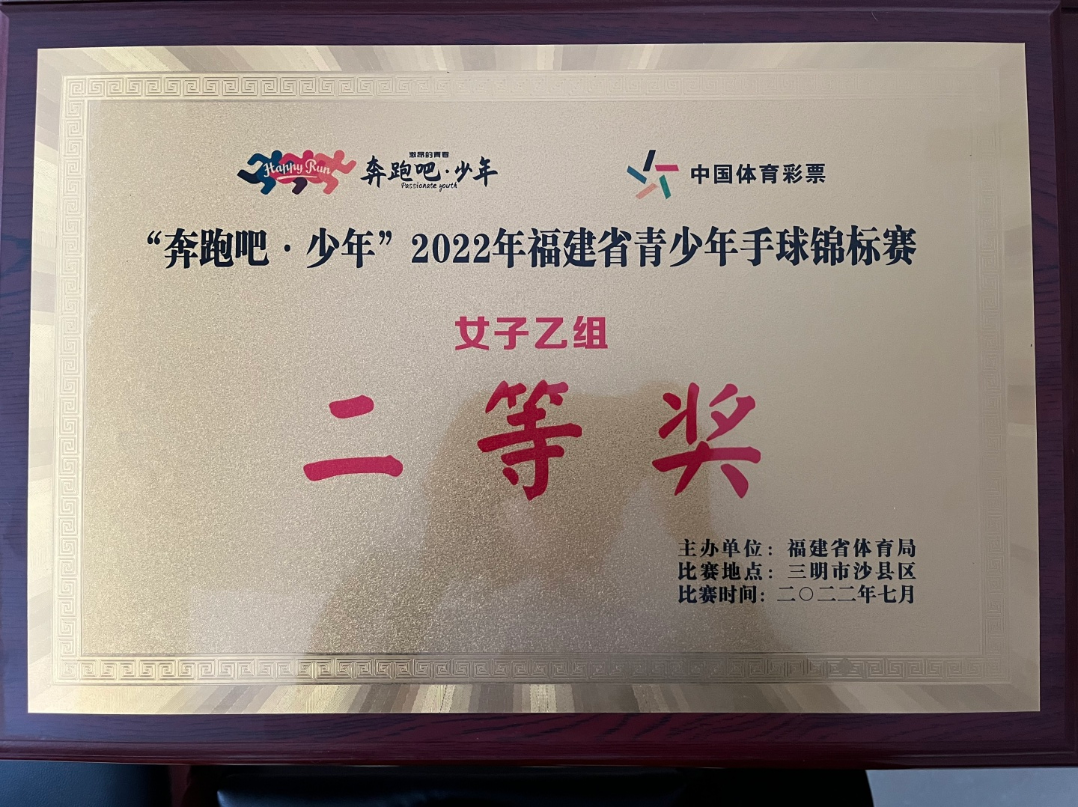 激昂的青春
Happy Run 奔跑吧·少年 中国体育彩票
Passionate youth
“奔跑吧·少年”2022年福建省青少年手球锦标赛
女子乙组
二等奖
主办单位：福建省体育局
比赛地点：三明市沙县区
比赛时间：二〇二二年七月